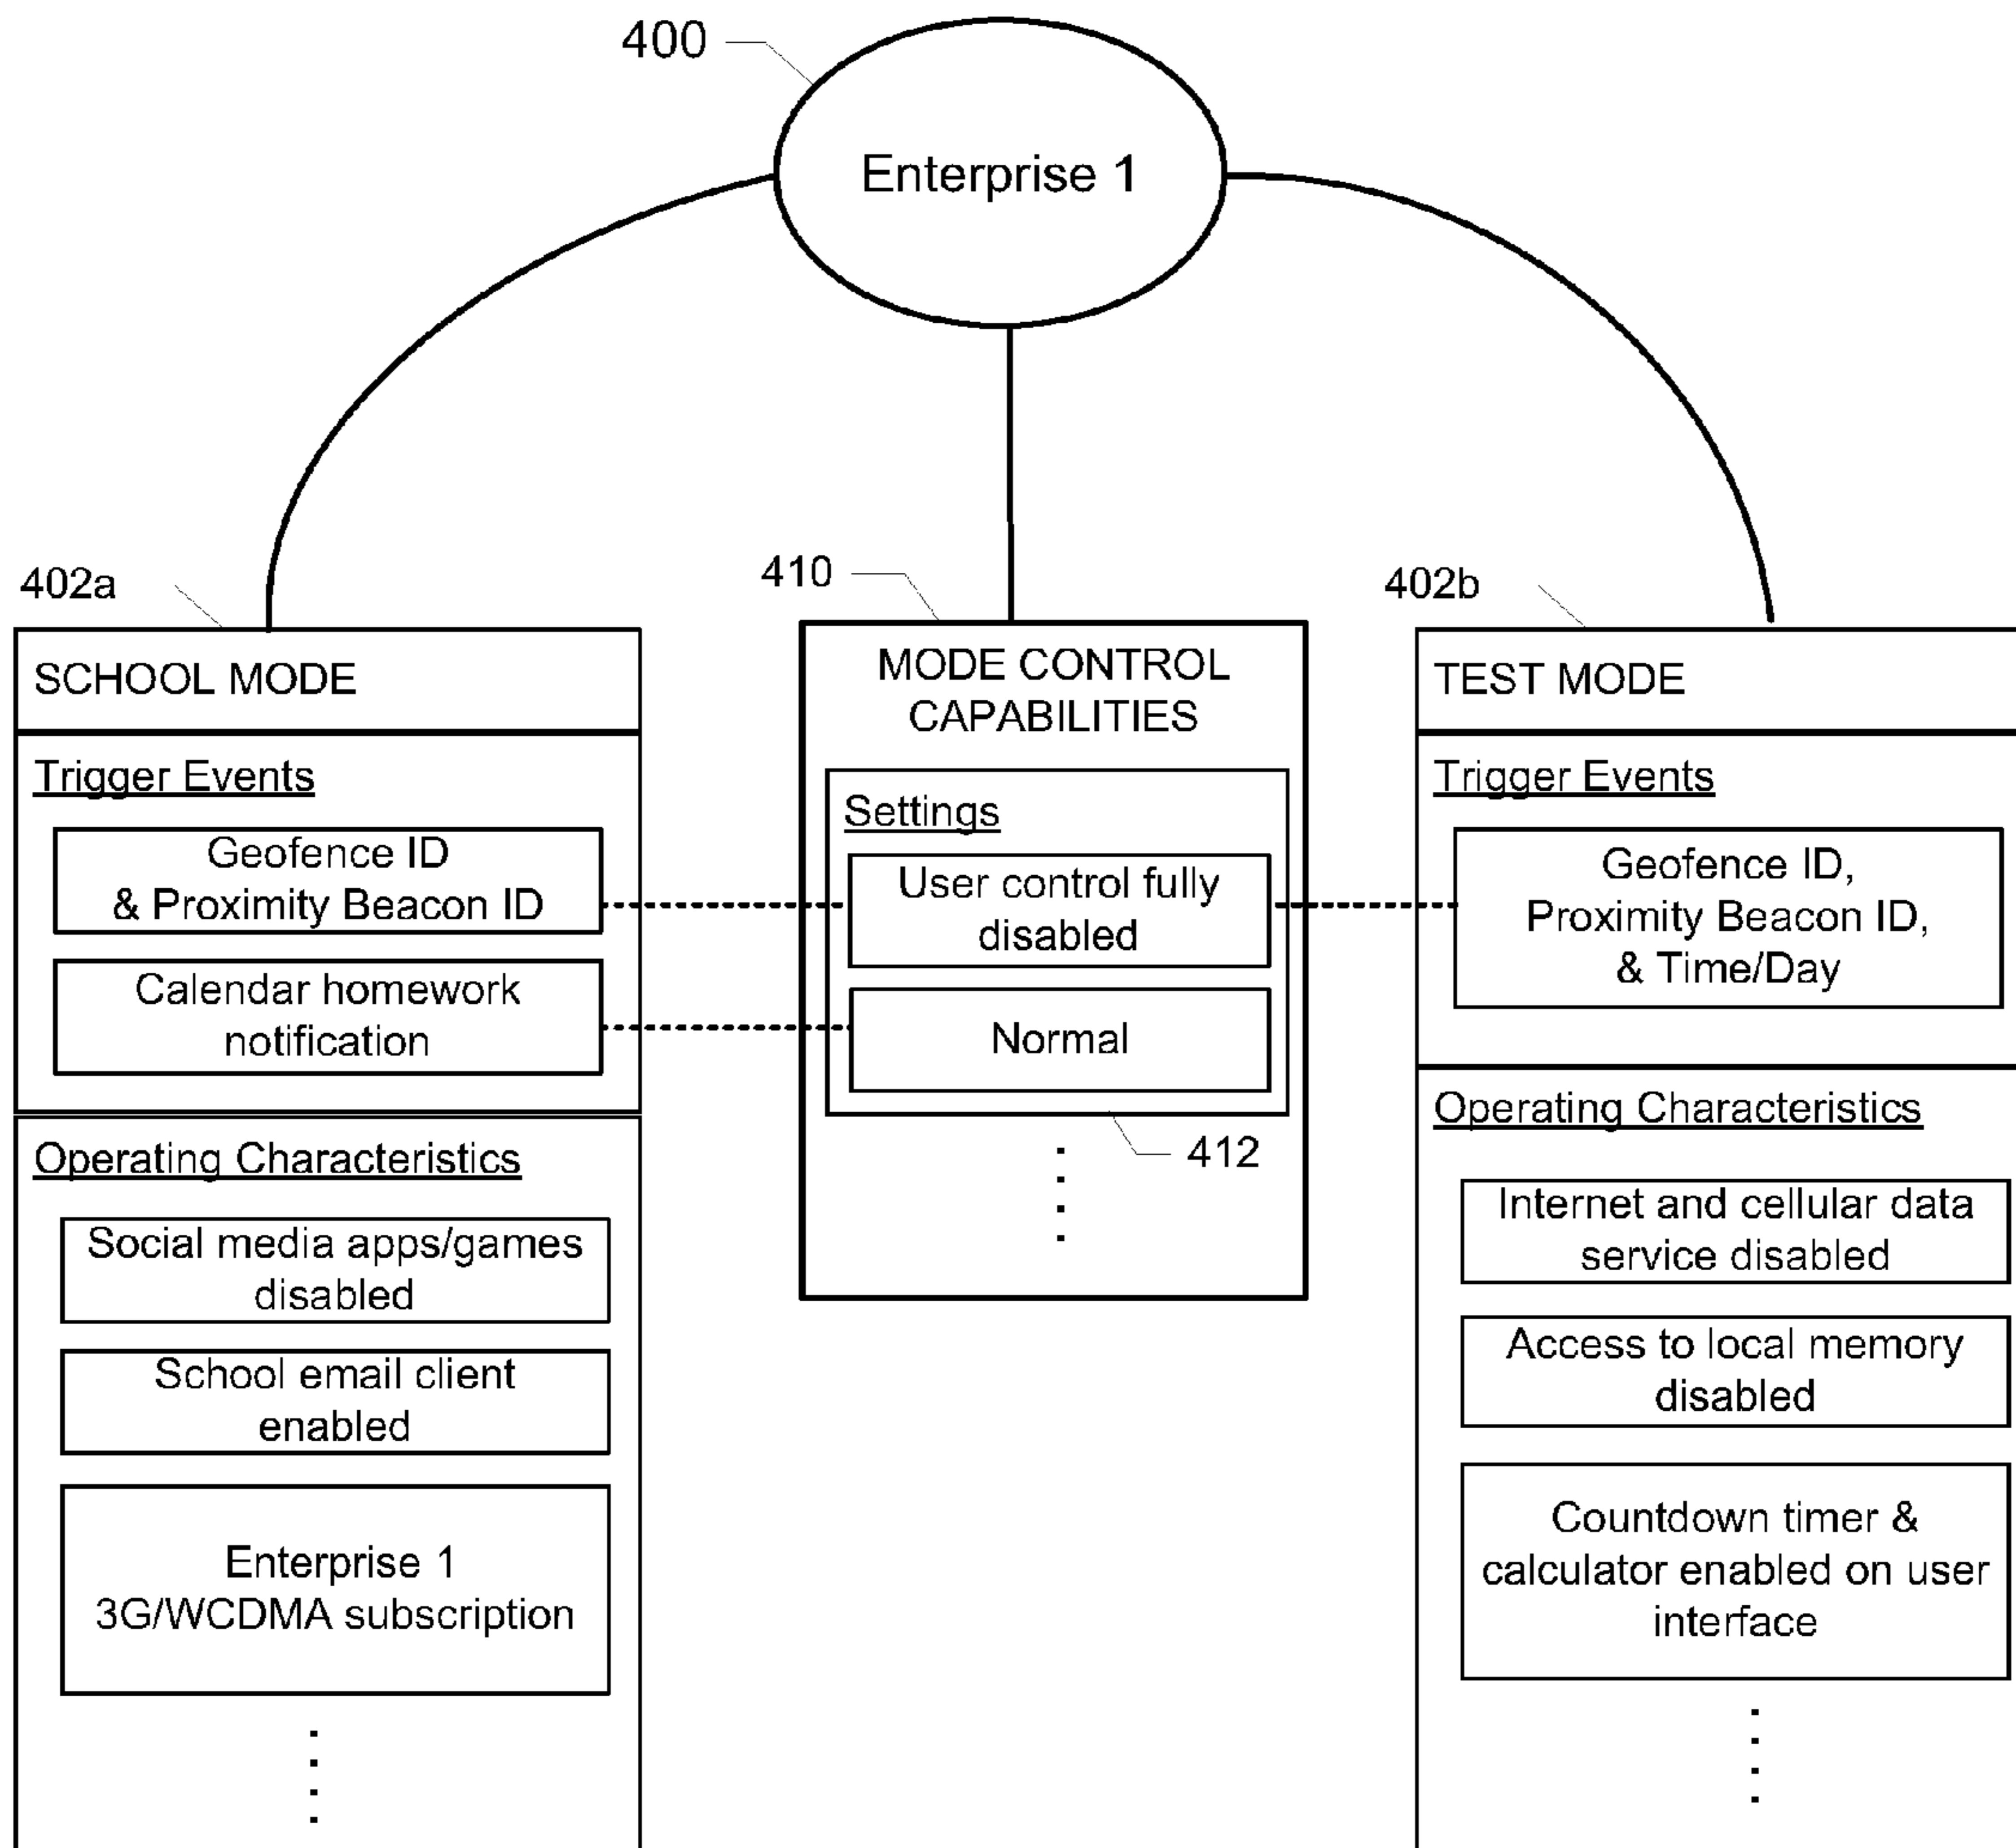 400
Enterprise 1
402a
410
402b
SCHOOL MODE
Trigger Events
Geofence ID
& Proximity Beacon ID
Calendar homework
notification
Operating Characteristics
Social media apps/games
disabled
School email client
enabled
Enterprise 1
3G/WCDMA subscription
MODE CONTROL
CAPABILITIES
Settings
User control fully
disabled
Normal
412
TEST MODE
Trigger Events
Geofence ID,
Proximity Beacon ID,
& Time/Day
Operating Characteristics
Internet and cellular data
service disabled
Access to local memory
disabled
Countdown timer &
calculator enabled on user
interface